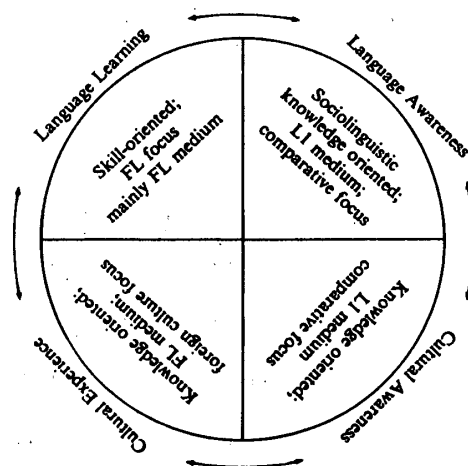 Language Learning
Language Awareness
Skill-oriented;
FL focus
mainly FL medium
Sociolinguistic
knowledge oriented;
L1 medium;
comparative focus
Knowledge oriented;
FL medium;
foreign culture focus
Knowledge oriented;
L1 medium
comparative focus
Cultural Experience
Cultural Awareness